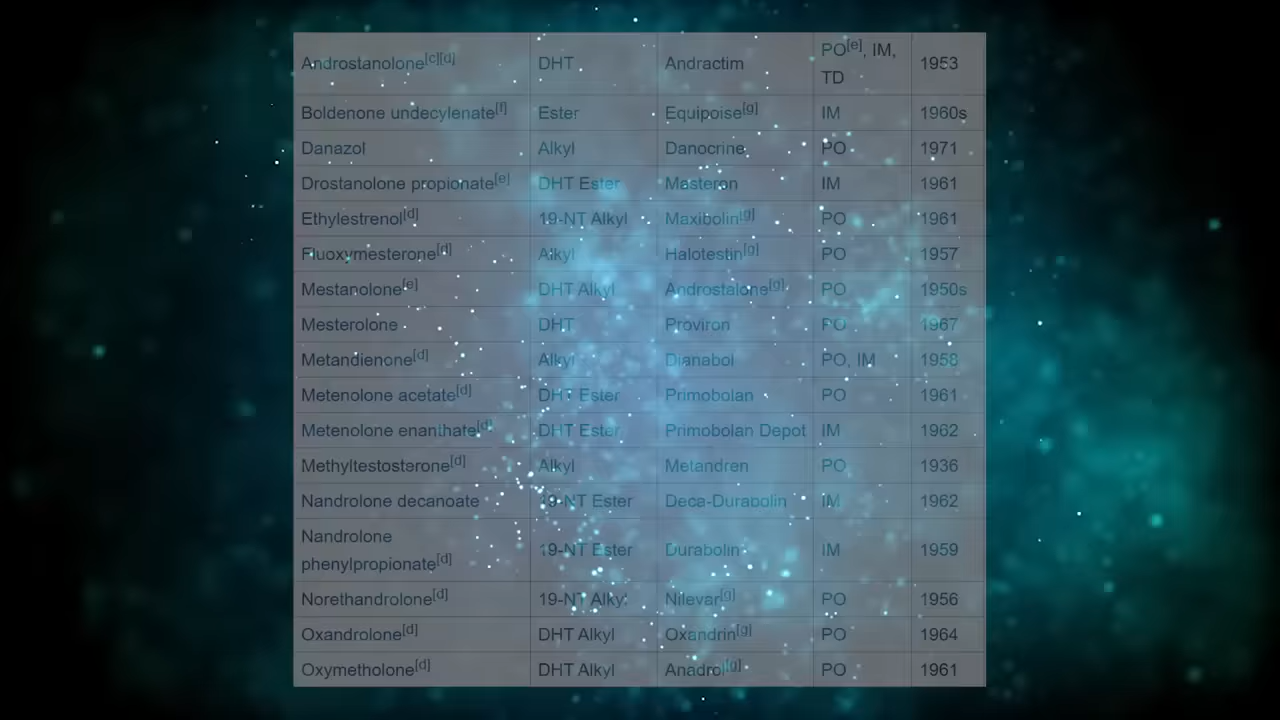 Androstanolone[c][d] DHT Andractim PO[e], IM, TD 1953
Boldenone undecylenate[f] Ester Equipoise[g] IM 1960s
Danazol Alkyl Danocrine PO 1971
Drostanolone propionate[e] DHT Ester Masteron IM 1961
Ethylestrenol[d] 19-NT Alkyl Maxibolin[g] PO 1961
Fluoxymesterone[d] Alkyl Halotestin[g] PO 1957
Mestanolone[e] DHT Alkyl Androstalone[g] PO 1950s
Mesterolone DHT Proviron PO 1967
Metandienone[d] Alkyl Dianabol PO, IM 1958
Metenolone acetate[d] DHT Ester Primobolan PO 1961
Metenolone enanthate[d] DHT Ester Primobolan Depot IM 1962
Methyltestosterone[d] Alkyl Metandren PO 1936
Nandrolone decanoate 19-NT Ester Deca-Durabolin IM 1962
Nandrolone phenylpropionate[d] 19-NT Ester Durabolin IM 1959
Norethandrolone[d] 19-NT Alkyl Nilevar[g] PO 1956
Oxandrolone[d] DHT Alkyl Oxandrin[g] PO 1964
Oxymetholone[d] DHT Alkyl Anadrol[g] PO 1961